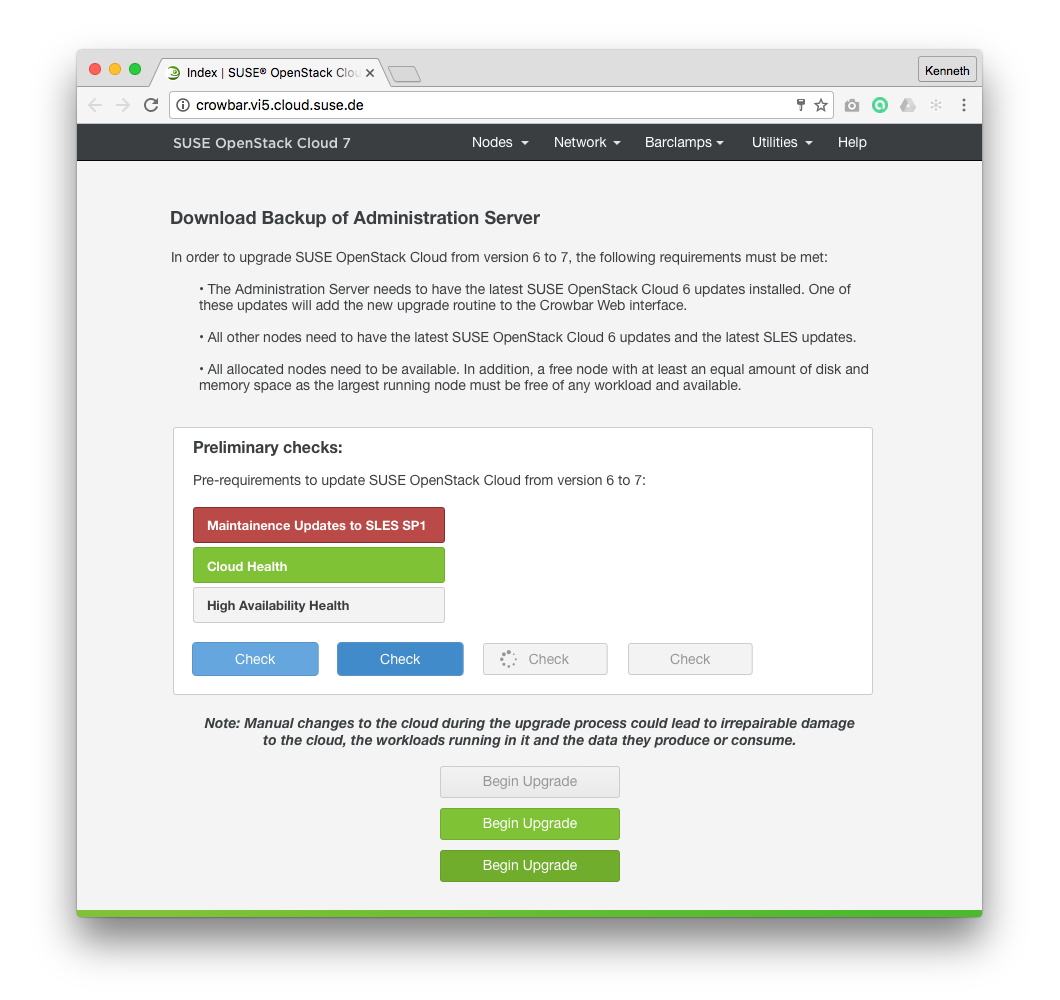 Index | SUSE® OpenStack Clou
Kenneth
crowbar.vi5.cloud.suse.de
SUSE OpenStack Cloud 7 Nodes Network Barclamps Utilities Help
Download Backup of Administration Server
In order to upgrade SUSE OpenStack Cloud from version 6 to 7, the following requirements must be met:
• The Administration Server needs to have the latest SUSE OpenStack Cloud 6 updates installed. One of
these updates will add the new upgrade routine to the Crowbar Web interface.
• All other nodes need to have the latest SUSE OpenStack Cloud 6 updates and the latest SLES updates.
• All allocated nodes need to be available. In addition, a free node with at least an equal amount of disk and
memory space as the largest running node must be free of any workload and available.
Preliminary checks:
Pre-requirements to update SUSE OpenStack Cloud from version 6 to 7:
Maintainence Updates to SLES SP1
Cloud Health
High Availability Health
Check Check Check Check
Note: Manual changes to the cloud during the upgrade process could lead to irrepairable damage
to the cloud, the workloads running in it and the data they produce or consume.
Begin Upgrade
Begin Upgrade
Begin Upgrade